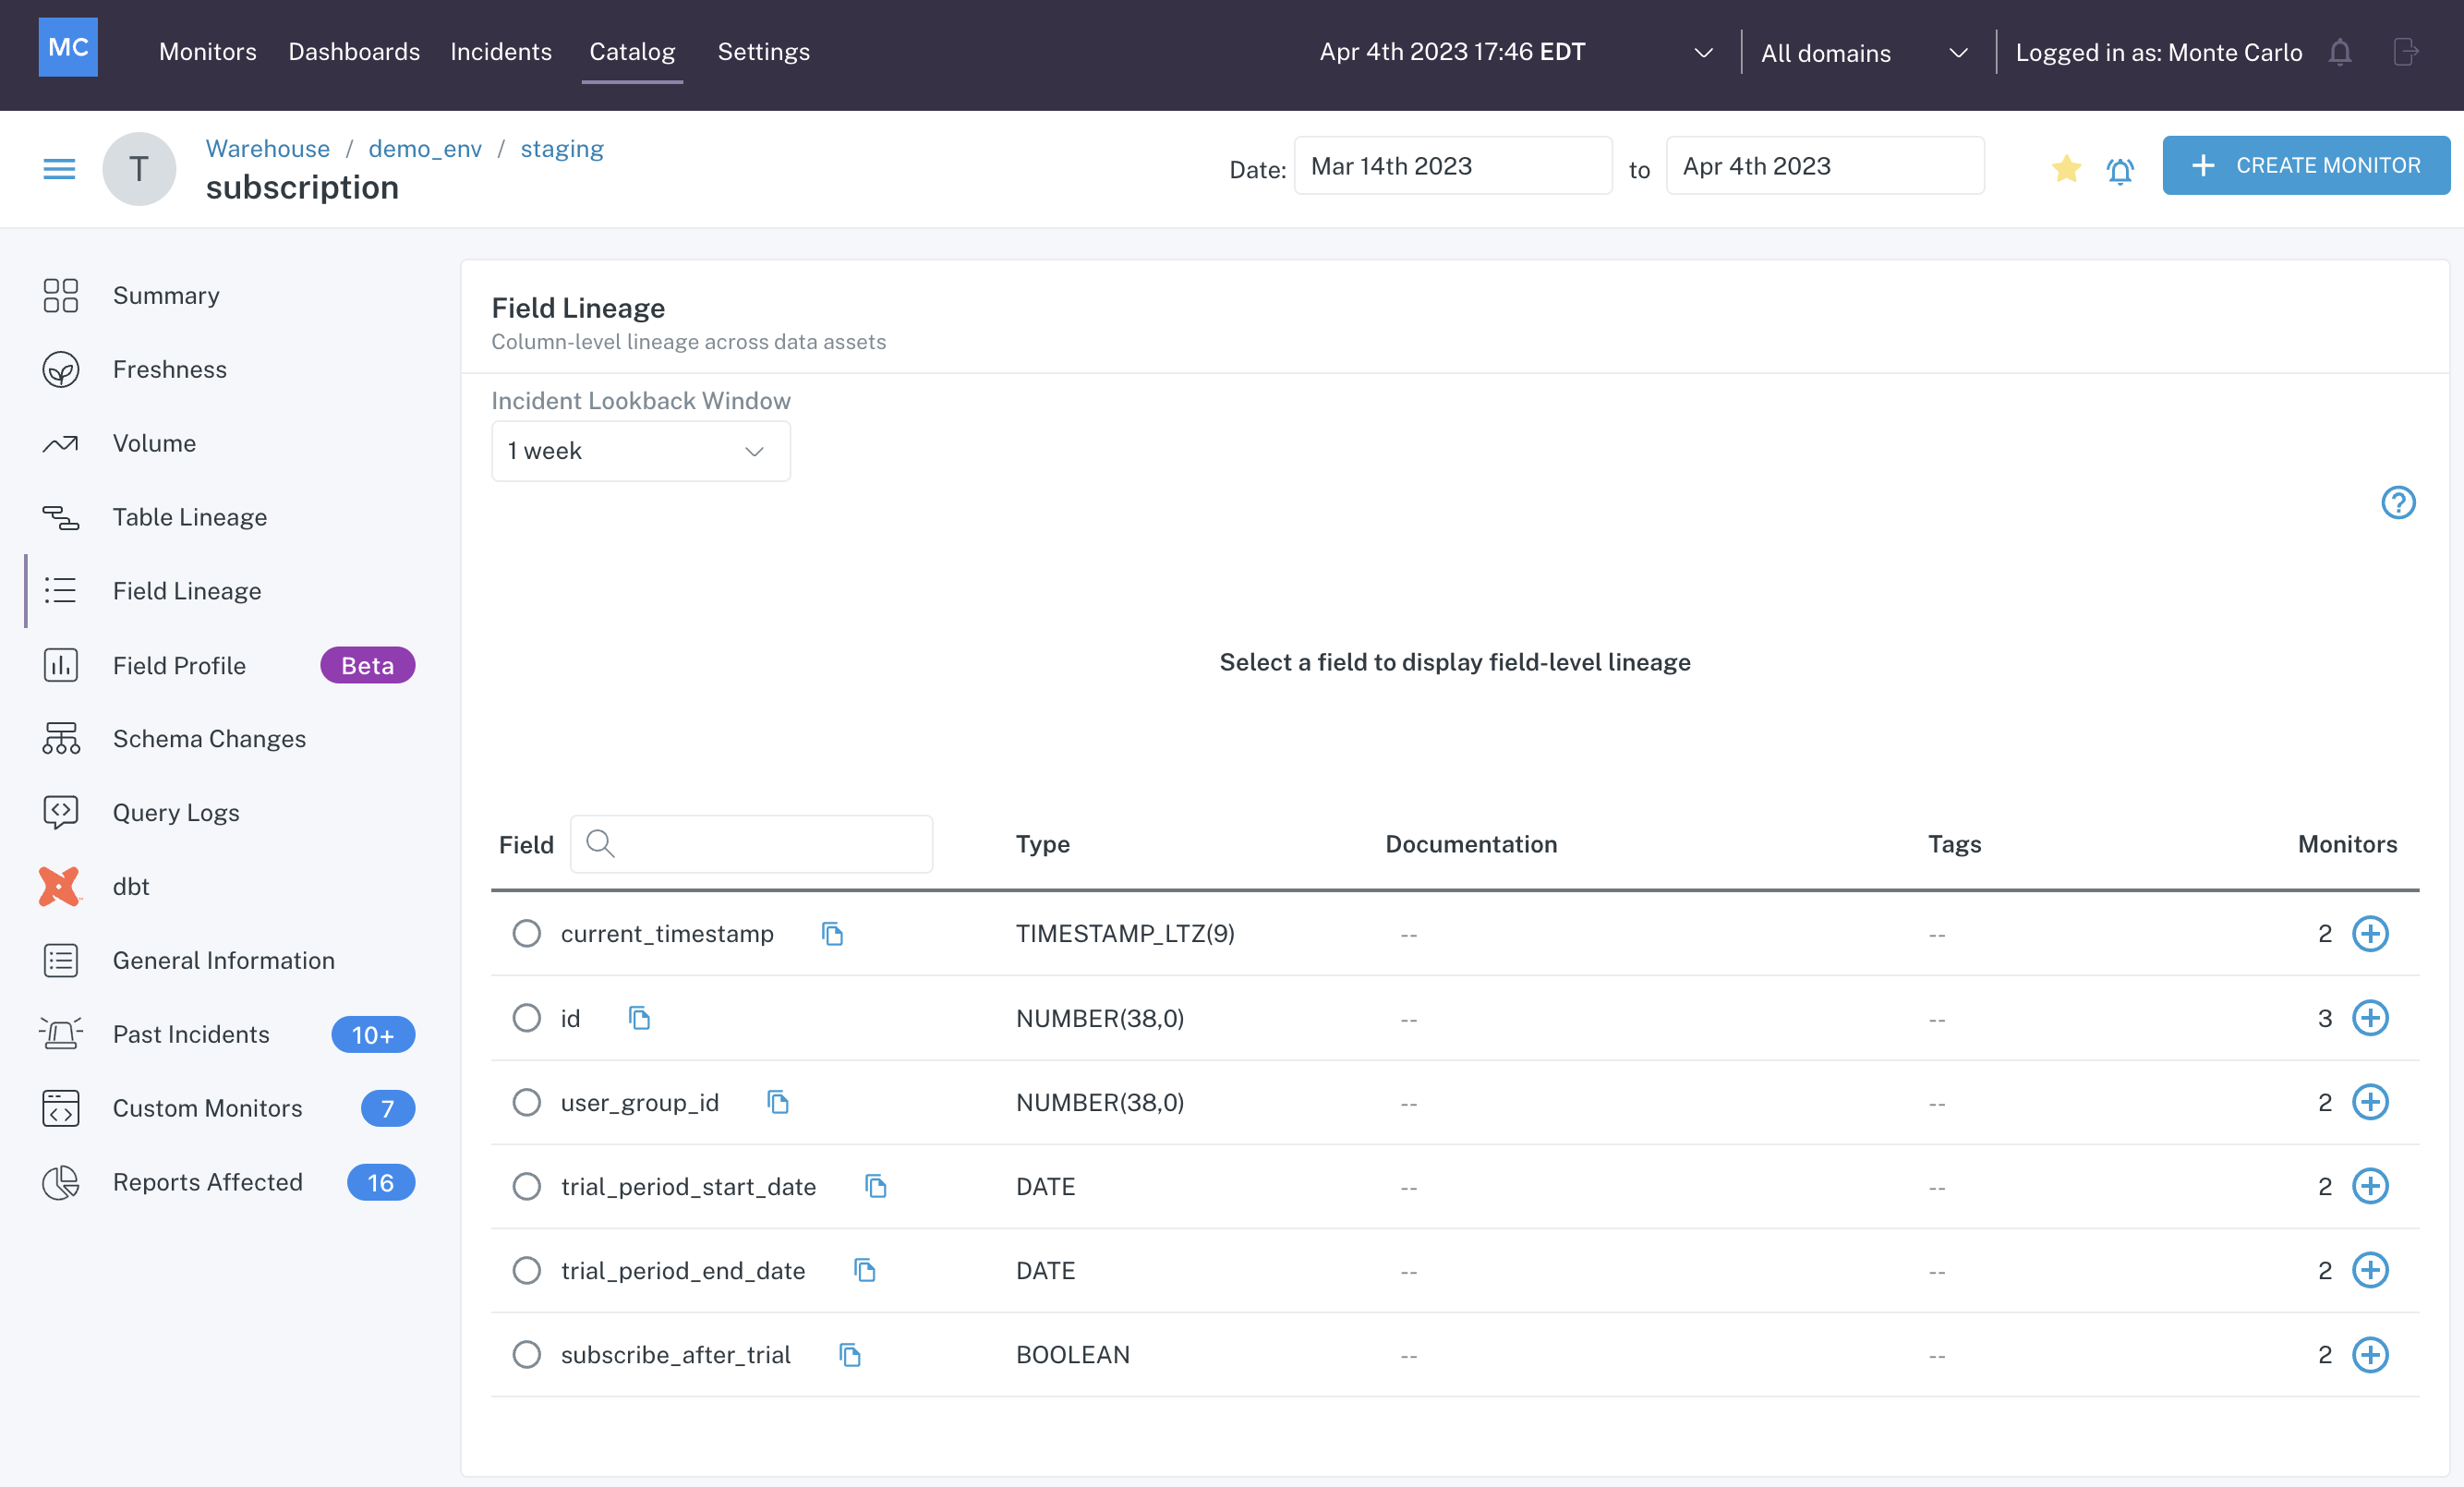 MC Monitors Dashboards Incidents Catalog Settings Apr 4th 2023 17:46 EDT All domains Logged in as: Monte Carlo
T
Warehouse / demo_env / staging
subscription
Date: Mar 14th 2023 to Apr 4th 2023 + CREATE MONITOR
Summary
Freshness
Volume
Table Lineage
Field Lineage
Field Profile Beta
Schema Changes
Query Logs
dbt
General Information
Past Incidents 10+
Custom Monitors 7
Reports Affected 16
Field Lineage
Column-level lineage across data assets
Incident Lookback Window
1 week
?
Select a field to display field-level lineage
Field Type Documentation Tags Monitors
current_timestamp TIMESTAMP_LTZ(9) -- -- 2
id NUMBER(38,0) -- -- 3
user_group_id NUMBER(38,0) -- -- 2
trial_period_start_date DATE -- -- 2
trial_period_end_date DATE -- -- 2
subscribe_after_trial BOOLEAN -- -- 2